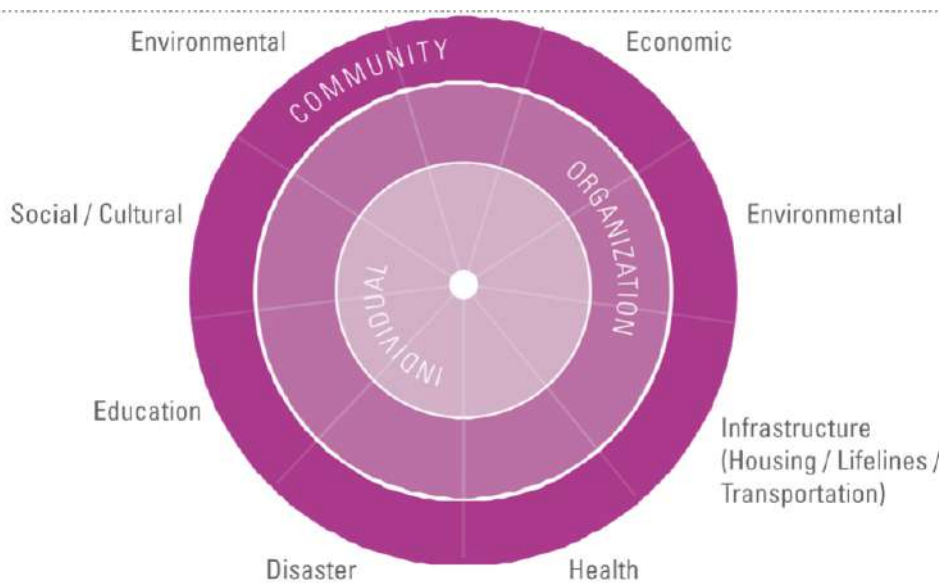 Environmental
Economic
COMMUNITY
ORGANIZATION
Social / Cultural
Environmental
INDIVIDUAL
Education
Infrastructure
(Housing / Lifelines /
Transportation)
Disaster
Health